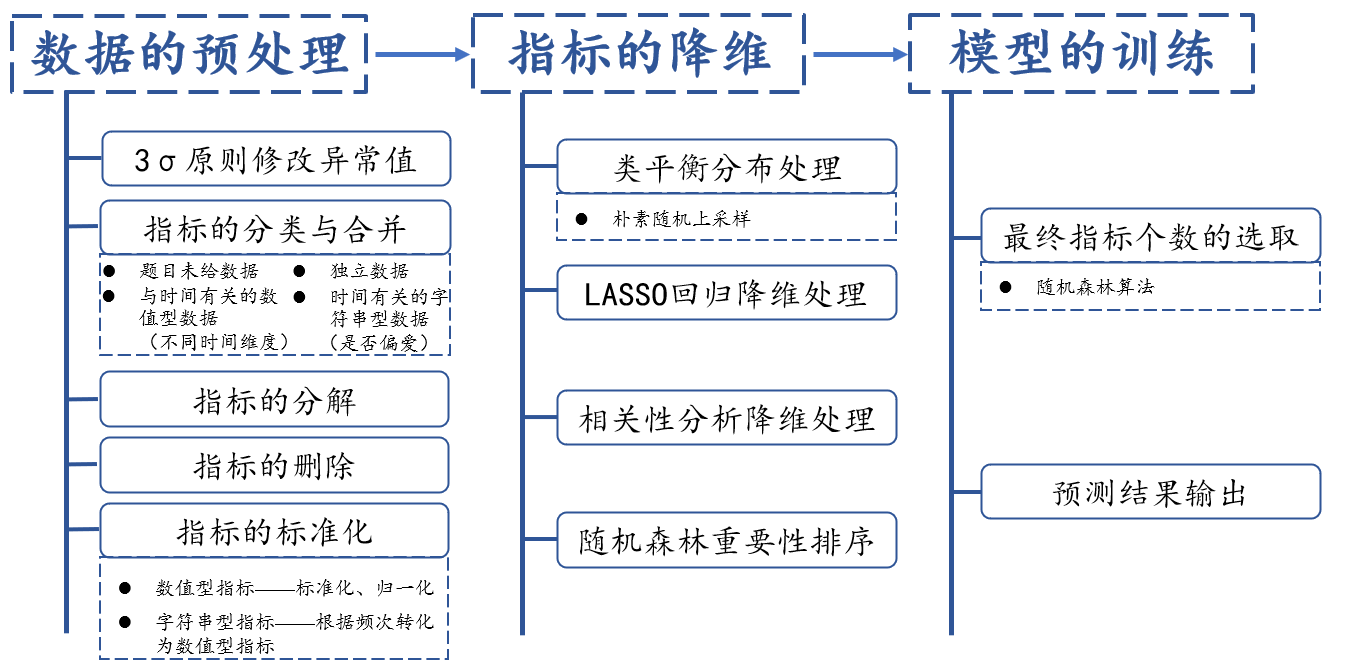 数据的预处理
3σ原则修改异常值
指标的分类与合并
● 题目未给数据
● 与时间有关的数
值型数据
(不同时间维度)
● 独立数据
● 时间有关的字
符串型数据
(是否偏爱)
指标的分解
指标的删除
指标的标准化
● 数值型指标——标准化、归一化
● 字符串型指标——根据频次转化
为数值型指标
指标的降维
类平衡分布处理
● 朴素随机上采样
LASSO回归降维处理
相关性分析降维处理
随机森林重要性排序
模型的训练
最终指标个数的选取
● 随机森林算法
预测结果输出